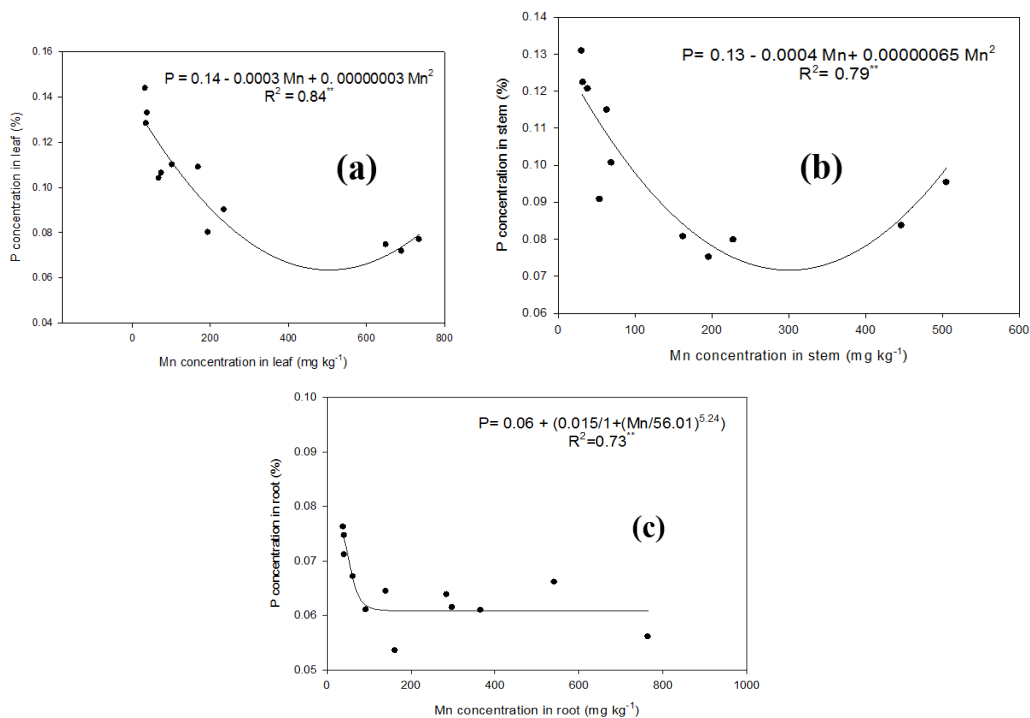 P = 0.14 - 0.0003 Mn + 0. 00000003 Mn²
R² = 0.84**
(a)
P concentration in leaf (%)
0.16
0.14
0.12
0.10
0.08
0.06
0.04
0 200 400 600 800
Mn concentration in leaf (mg kg⁻¹)
P= 0.13 - 0.0004 Mn+ 0.00000065 Mn²
R²= 0.79**
(b)
P concentration in stem (%)
0.14
0.13
0.12
0.11
0.10
0.09
0.08
0.07
0.06
0 100 200 300 400 500 600
Mn concentration in stem (mg kg⁻¹)
P= 0.06 + (0.015/1+(Mn/56.01)⁵·²⁴)
R²=0.73**
(c)
P concentration in root (%)
0.10
0.09
0.08
0.07
0.06
0.05
0 200 400 600 800 1000
Mn concentration in root (mg kg⁻¹)